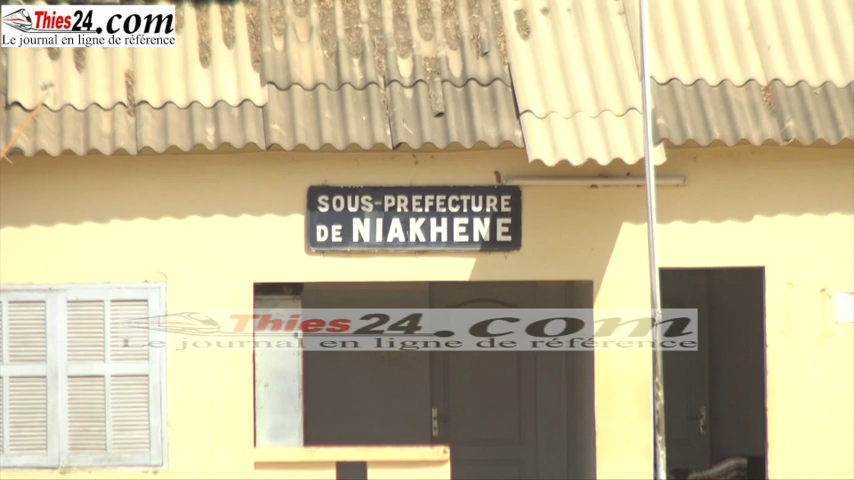 Thies24.com
Le journal en ligne de référence
SOUS-PREFECTURE
DE NIAKHENE
Thies24.com
Le journal en ligne de référence